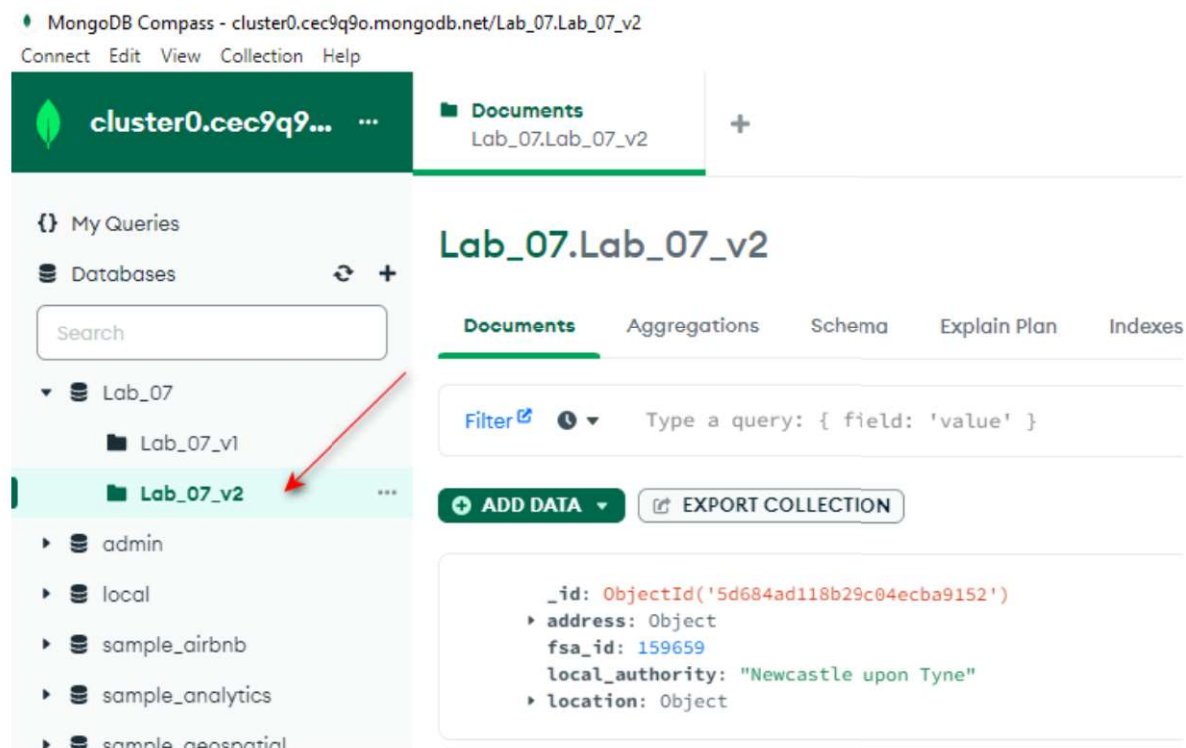 MongoDB Compass - cluster0.cec9q9o.mongodb.net/Lab_07.Lab_07_v2
Connect Edit View Collection Help
cluster0.cec9q9... ...
Documents
Lab_07.Lab_07_v2
+
{} My Queries
Databases
+
Search
Lab_07
Lab_07_v1
Lab_07_v2 ...
admin
local
sample_airbnb
sample_analytics
sample_geospatial
Lab_07.Lab_07_v2
Documents Aggregations Schema Explain Plan Indexes
Filter Type a query: { field: 'value' }
ADD DATA EXPORT COLLECTION
_id: ObjectId('5d684ad118b29c04ecba9152')
address: Object
fsa_id: 159659
local_authority: "Newcastle upon Tyne"
location: Object